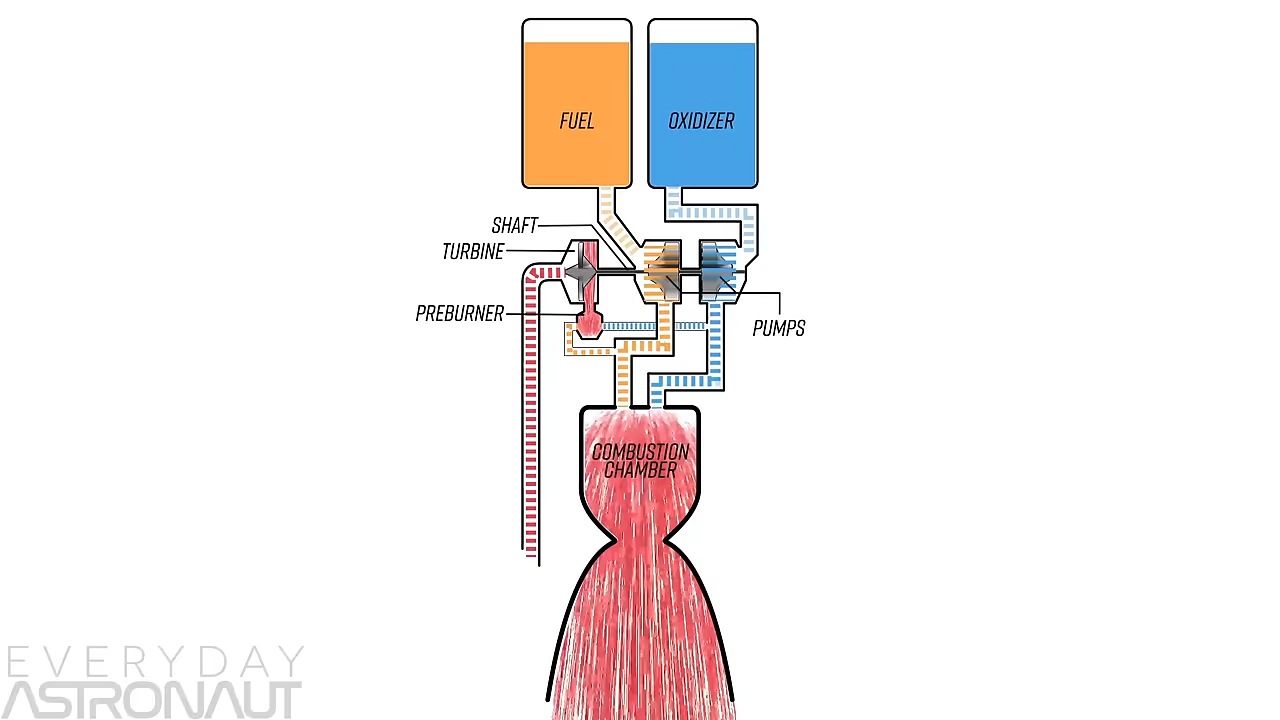 FUEL
OXIDIZER
SHAFT
TURBINE
PREBURNER
PUMPS
COMBUSTION
CHAMBER
EVERYDAY
ASTRONAUT